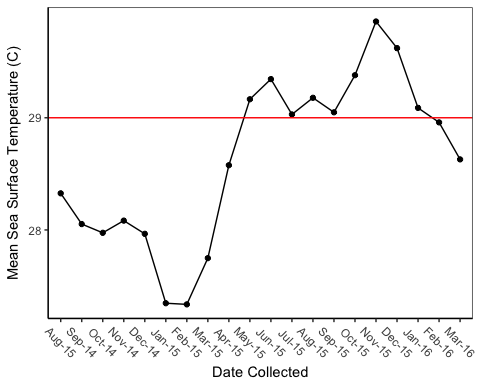 Mean Sea Surface Temperature (C)
29
28
Aug-15
Sep-14
Oct-14
Nov-14
Dec-14
Jan-15
Feb-15
Mar-15
Apr-15
May-15
Jun-15
Jul-15
Aug-15
Sep-15
Oct-15
Nov-15
Dec-15
Jan-16
Feb-16
Mar-16
Date Collected